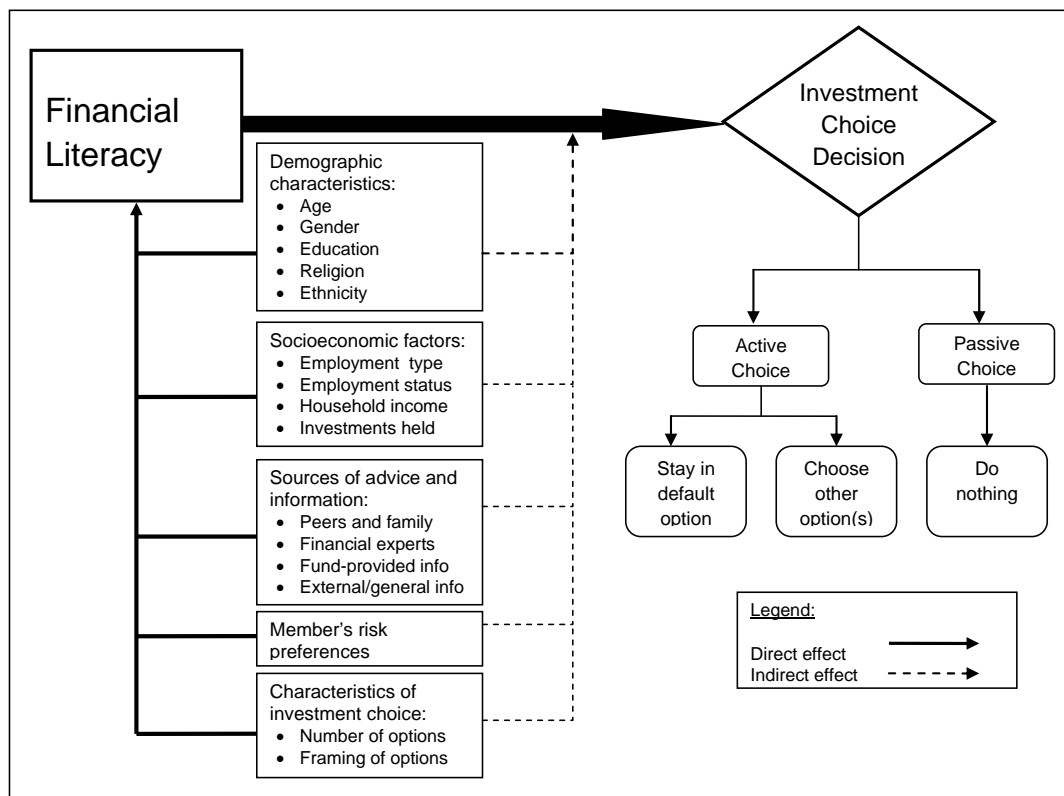 Financial
Literacy
Investment
Choice
Decision
Demographic
characteristics:
• Age
• Gender
• Education
• Religion
• Ethnicity
Socioeconomic factors:
• Employment type
• Employment status
• Household income
• Investments held
Sources of advice and
information:
• Peers and family
• Financial experts
• Fund-provided info
• External/general info
Member's risk
preferences
Characteristics of
investment choice:
• Number of options
• Framing of options
Active
Choice
Passive
Choice
Stay in
default
option
Choose
other
option(s)
Do
nothing
Legend:
Direct effect
Indirect effect